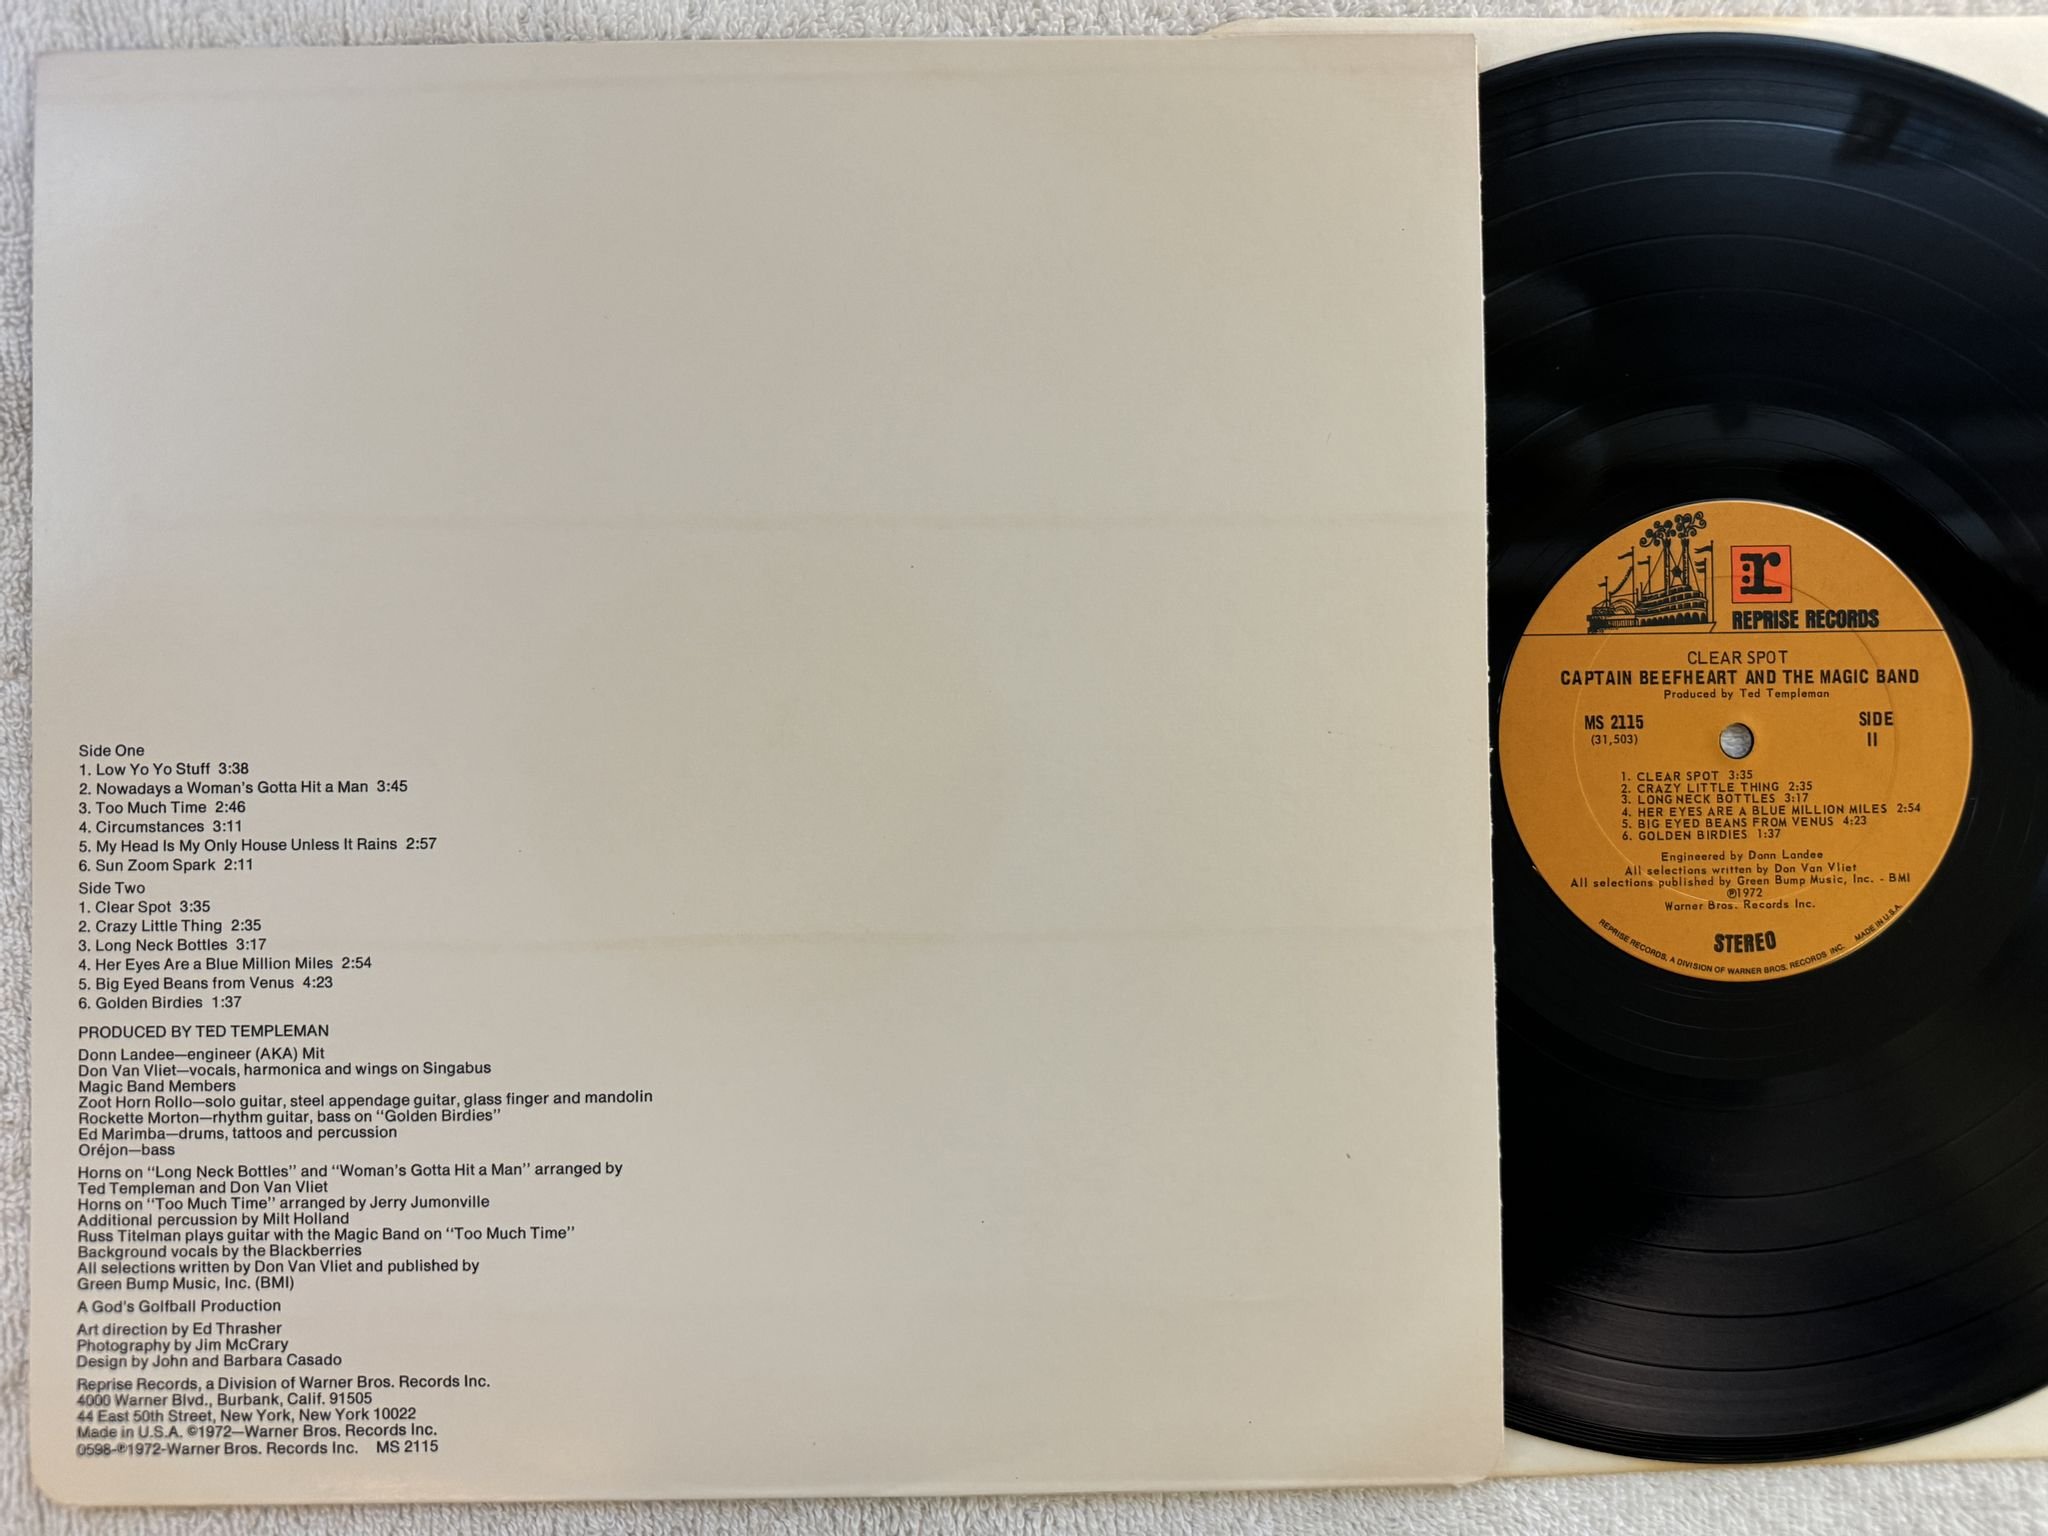 Side One
1. Low Yo Yo Stuff 3:38
2. Nowadays a Woman's Gotta Hit a Man 3:45
3. Too Much Time 2:46
4. Circumstances 3:11
5. My Head Is My Only House Unless It Rains 2:57
6. Sun Zoom Spark 2:11
Side Two
1. Clear Spot 3:35
2. Crazy Little Thing 2:35
3. Long Neck Bottles 3:17
4. Her Eyes Are a Blue Million Miles 2:54
5. Big Eyed Beans from Venus 4:23
6. Golden Birdies 1:37
PRODUCED BY TED TEMPLEMAN
Donn Landee—engineer (AKA) Mit
Don Van Vliet—vocals, harmonica and wings on Singabus
Magic Band Members
Zoot Horn Rollo—solo guitar, steel appendage guitar, glass finger and mandolin
Rockette Morton—rhythm guitar, bass on "Golden Birdies"
Ed Marimba—drums, tattoos and percussion
Oréjon—bass
Horns on "Long Neck Bottles" and "Woman's Gotta Hit a Man" arranged by
Ted Templeman and Don Van Vliet
Horns on "Too Much Time" arranged by Jerry Jumonville
Additional percussion by Milt Holland
Russ Titelman plays guitar with the Magic Band on "Too Much Time"
Background vocals by the Blackberries
All selections written by Don Van Vliet and published by
Green Bump Music, Inc. (BMI)
A God's Golfball Production
Art direction by Ed Thrasher
Photography by Jim McCrary
Design by John and Barbara Casado
Reprise Records, a Division of Warner Bros. Records Inc.
4000 Warner Blvd., Burbank, Calif. 91505
44 East 50th Street, New York, New York 10022
Made in U.S.A. ©1972—Warner Bros. Records Inc.
0598-℗1972-Warner Bros. Records Inc. MS 2115
r
REPRISE RECORDS
CLEAR SPOT
CAPTAIN BEEFHEART AND THE MAGIC BAND
Produced by Ted Templeman
MS 2115
(31,503)
SIDE
II
1. CLEAR SPOT 3:35
2. CRAZY LITTLE THING 2:35
3. LONG NECK BOTTLES 3:17
4. HER EYES ARE A BLUE MILLION MILES 2:54
5. BIG EYED BEANS FROM VENUS 4:23
6. GOLDEN BIRDIES 1:37
Engineered by Donn Landee
All selections written by Don Van Vliet
All selections published by Green Bump Music, Inc. - BMI
℗1972
Warner Bros. Records Inc.
STEREO
REPRISE RECORDS, A DIVISION OF WARNER BROS. RECORDS INC. MADE IN U.S.A.